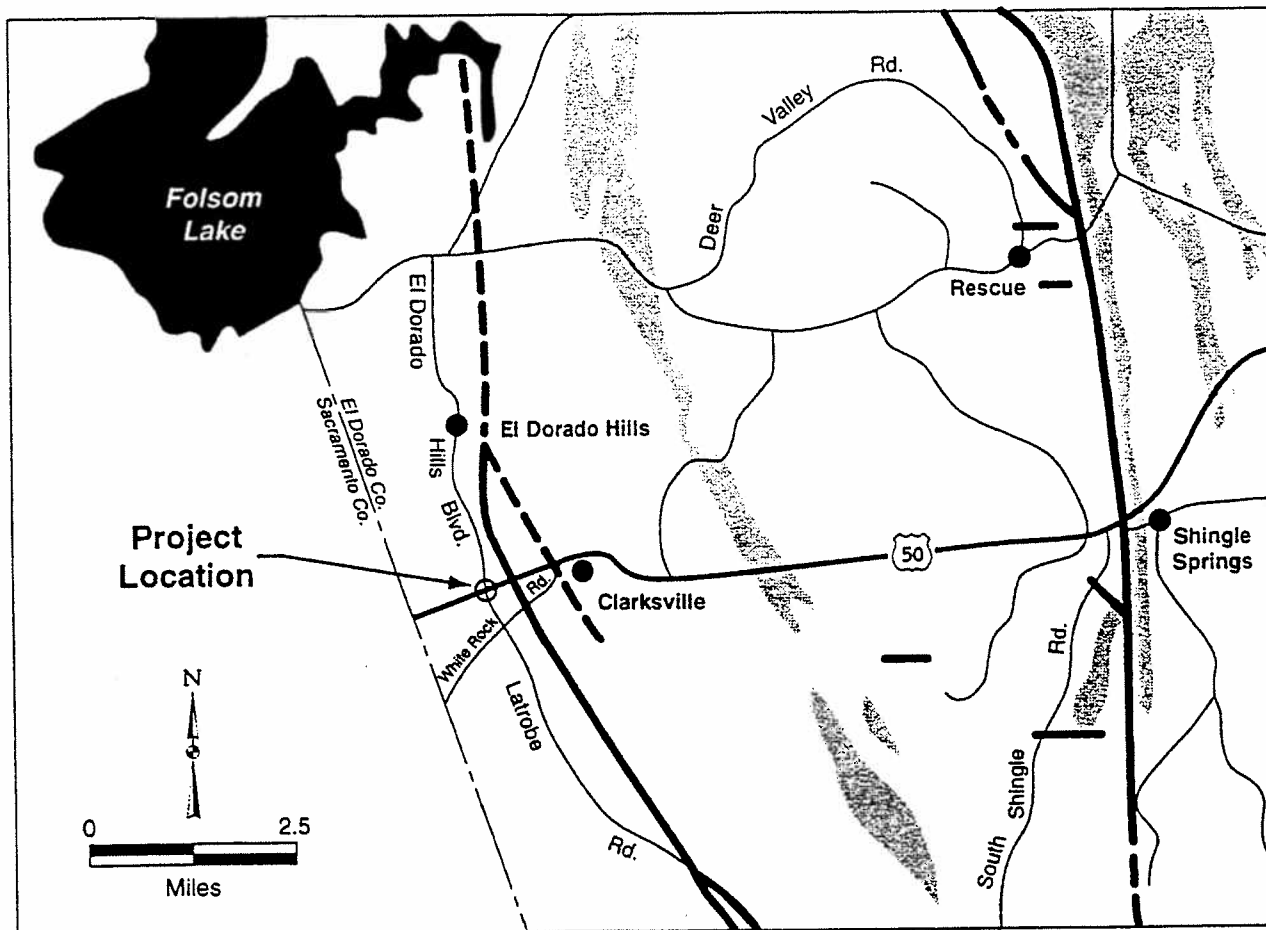 Rd.
Valley
Deer
Folsom
Lake
Rescue
El Dorado
Hills
Blvd.
El Dorado Hills
El Dorado Co.
Sacramento Co.
Project
Location
50
Shingle
Springs
Clarksville
White Rock
Rd.
Rd.
N
Latrobe
Rd.
South
Shingle
0
2.5
Miles